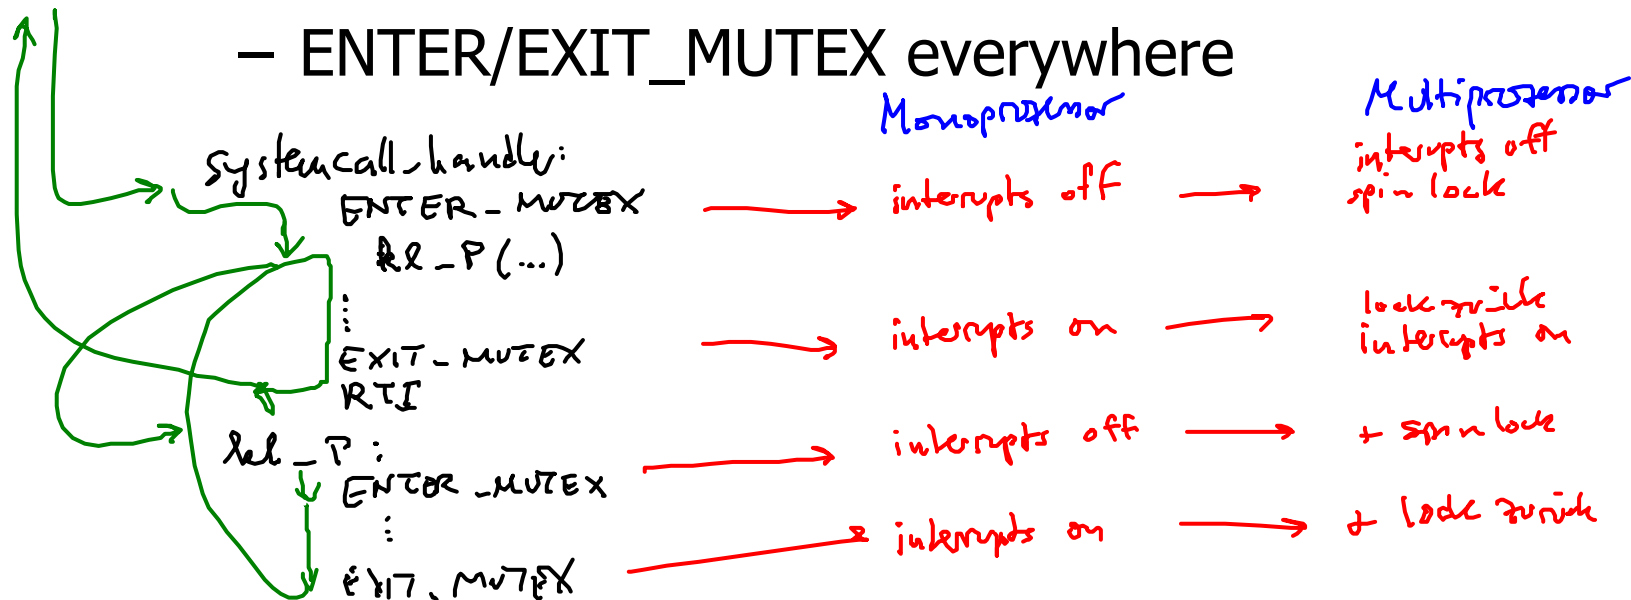 – ENTER/EXIT_MUTEX everywhere
Monoprozessor Multiprozessor
systemcall_handler:
ENTER_MUTEX interrupts off interupts off
spin lock
kl_P(...)
⋮
EXIT_MUTEX interrupts on lock zurück
interrupts on
RTI
kl_P:
ENTER_MUTEX interrupts off + spin lock
⋮
EXIT_MUTEX interrupts on + lock zurück